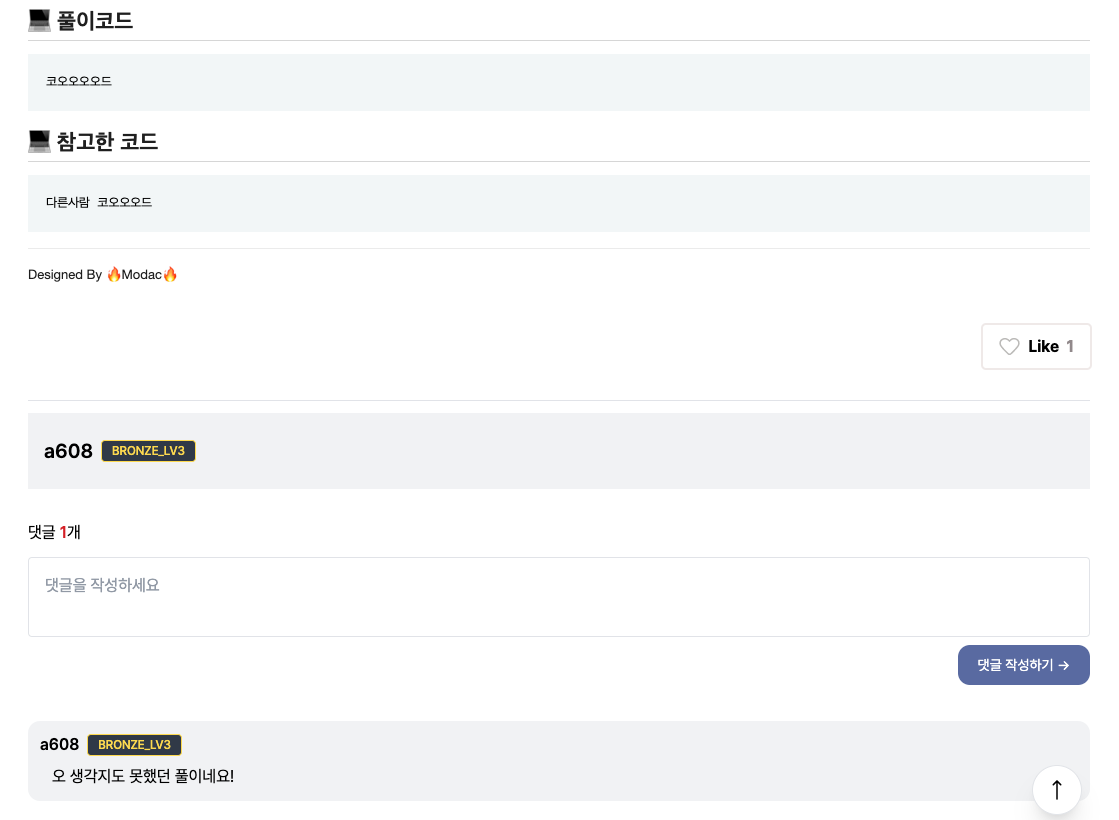 💻 풀이코드
코오오오오드
💻 참고한 코드
다른사람 코오오오드
Designed By 🔥Modac🔥
Like 1
a608 BRONZE_LV3
댓글 1개
댓글을 작성하세요
댓글 작성하기 →
a608 BRONZE_LV3
오 생각지도 못했던 풀이네요!
↑